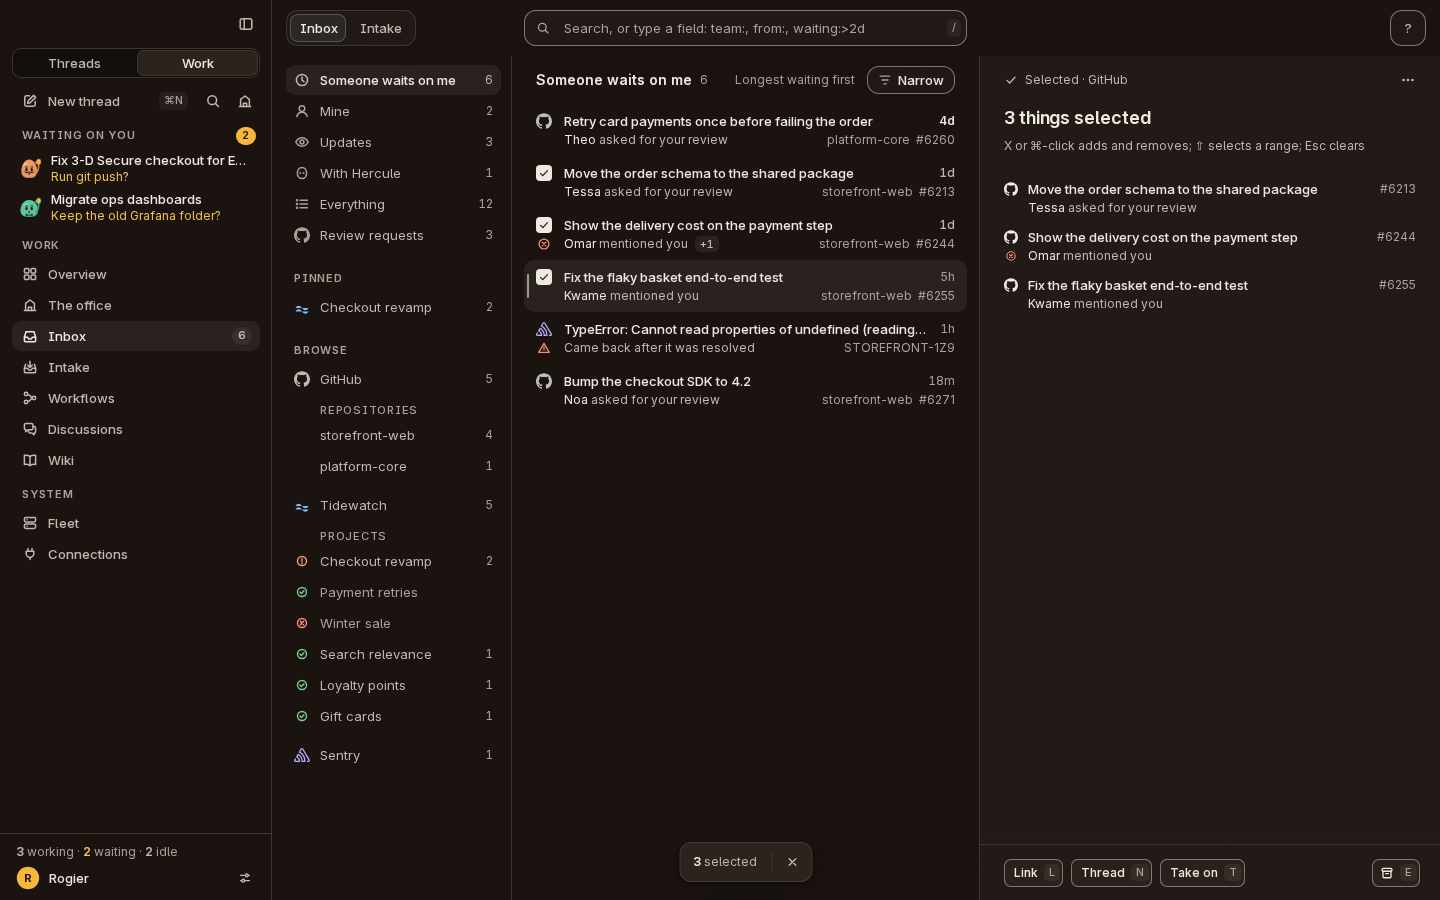 Threads
Work
New thread ⌘N
WAITING ON YOU 2
Fix 3-D Secure checkout for E…
Run git push?
Migrate ops dashboards
Keep the old Grafana folder?
WORK
Overview
The office
Inbox 6
Intake
Workflows
Discussions
Wiki
SYSTEM
Fleet
Connections
3 working · 2 waiting · 2 idle
R Rogier
Inbox Intake
Someone waits on me 6
Mine 2
Updates 3
With Hercule 1
Everything 12
Review requests 3
PINNED
Checkout revamp 2
BROWSE
GitHub 5
REPOSITORIES
storefront-web 4
platform-core 1
Tidewatch 5
PROJECTS
Checkout revamp 2
Payment retries
Winter sale
Search relevance 1
Loyalty points 1
Gift cards 1
Sentry 1
Search, or type a field: team:, from:, waiting:>2d /
?
Someone waits on me 6 Longest waiting first Narrow
Retry card payments once before failing the order 4d
Theo asked for your review platform-core #6260
Move the order schema to the shared package 1d
Tessa asked for your review storefront-web #6213
Show the delivery cost on the payment step 1d
Omar mentioned you +1 storefront-web #6244
Fix the flaky basket end-to-end test 5h
Kwame mentioned you storefront-web #6255
TypeError: Cannot read properties of undefined (reading… 1h
Came back after it was resolved STOREFRONT-1Z9
Bump the checkout SDK to 4.2 18m
Noa asked for your review storefront-web #6271
3 selected
Selected · GitHub
3 things selected
X or ⌘-click adds and removes; ⇧ selects a range; Esc clears
Move the order schema to the shared package #6213
Tessa asked for your review
Show the delivery cost on the payment step #6244
Omar mentioned you
Fix the flaky basket end-to-end test #6255
Kwame mentioned you
Link L Thread N Take on T E